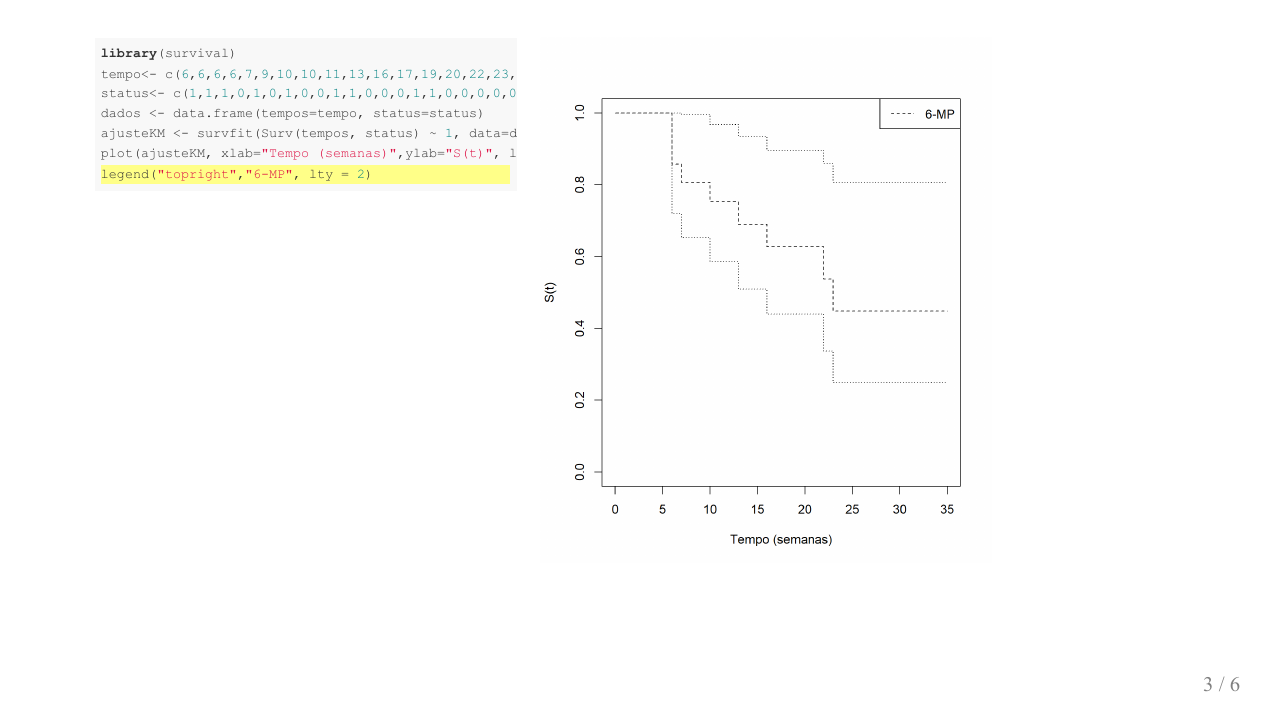 library(survival)
tempo<- c(6,6,6,6,7,9,10,10,11,13,16,17,19,20,22,23,
status<- c(1,1,1,0,1,0,1,0,0,1,1,0,0,0,1,1,0,0,0,0,0
dados <- data.frame(tempos=tempo, status=status)
ajusteKM <- survfit(Surv(tempos, status) ~ 1, data=d
plot(ajusteKM, xlab="Tempo (semanas)",ylab="S(t)", l
legend("topright","6-MP", lty = 2)
6-MP
1.0
0.8
0.6
0.4
0.2
0.0
S(t)
0 5 10 15 20 25 30 35
Tempo (semanas)
3 / 6